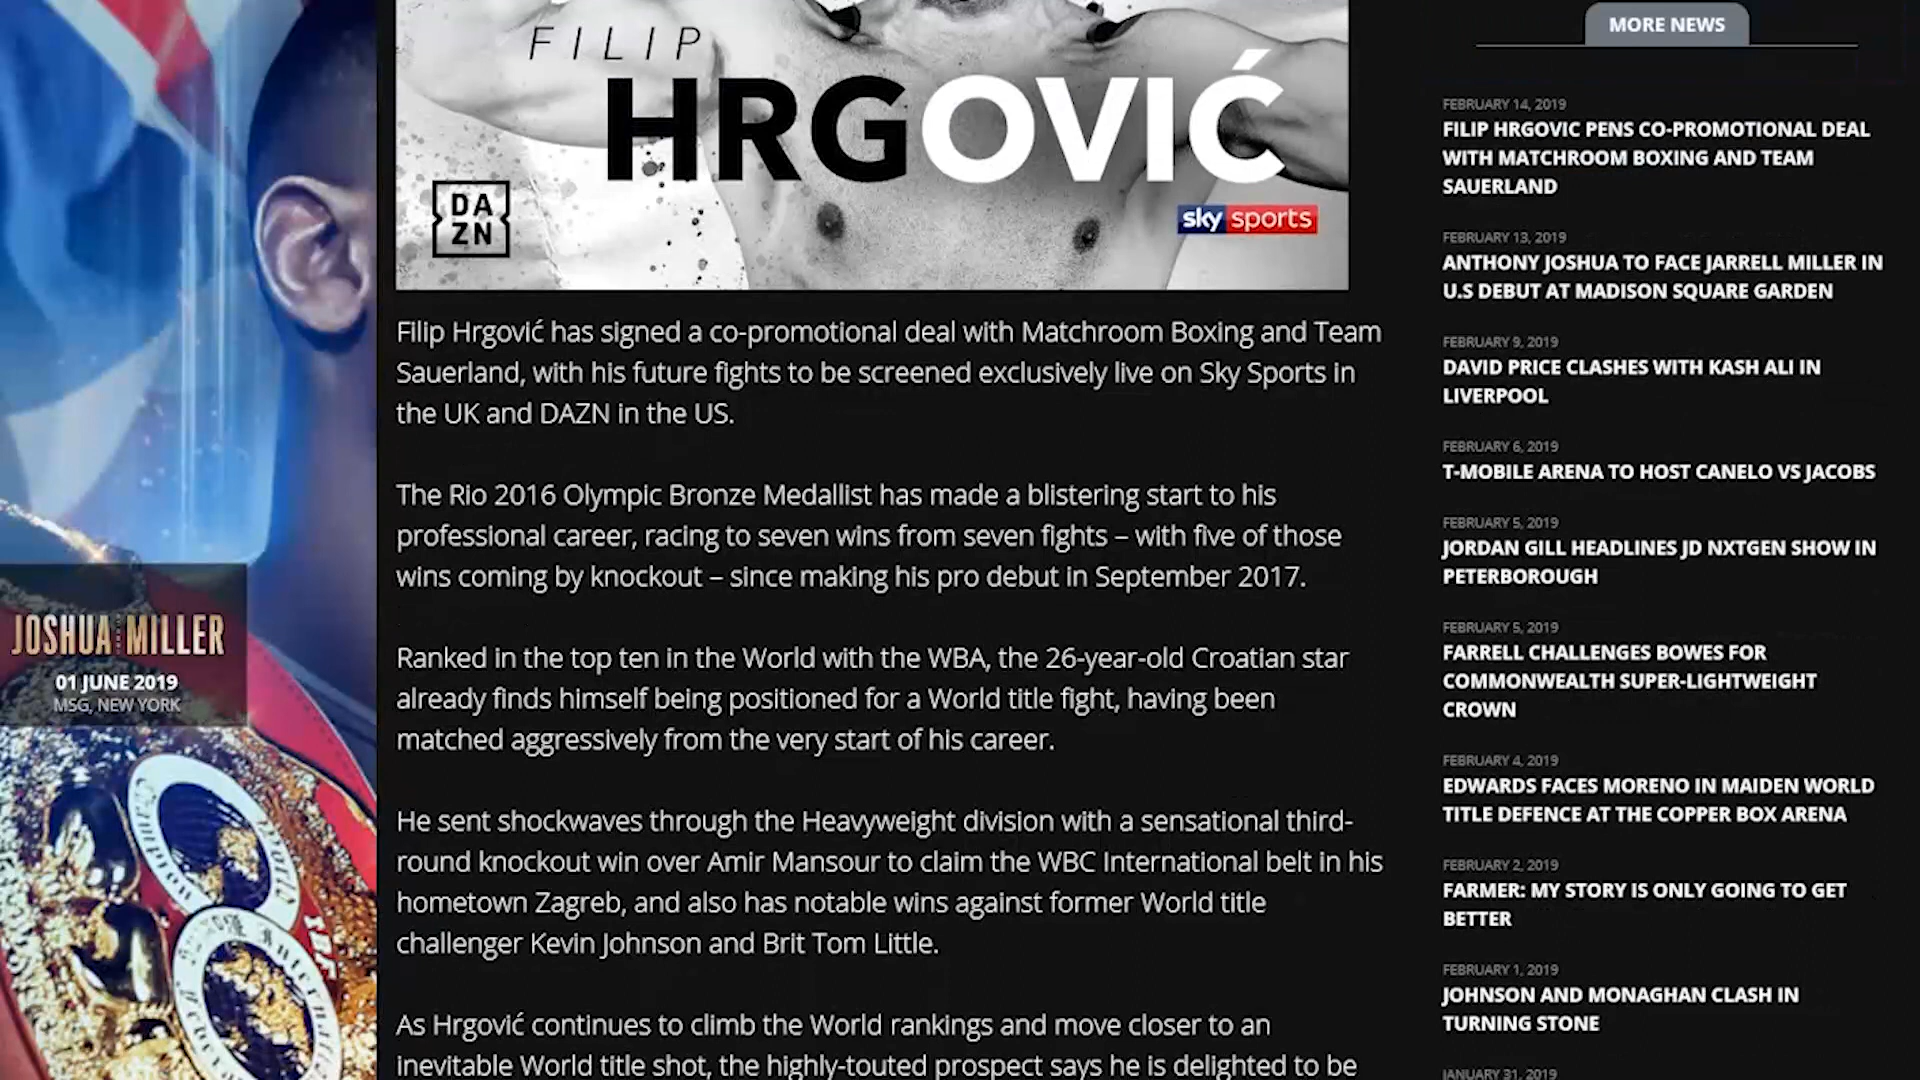 FILIP
HRGOVIĆ
DA
ZN
sky sports
Filip Hrgović has signed a co-promotional deal with Matchroom Boxing and Team
Sauerland, with his future fights to be screened exclusively live on Sky Sports in
the UK and DAZN in the US.
The Rio 2016 Olympic Bronze Medallist has made a blistering start to his
professional career, racing to seven wins from seven fights – with five of those
wins coming by knockout – since making his pro debut in September 2017.
Ranked in the top ten in the World with the WBA, the 26-year-old Croatian star
already finds himself being positioned for a World title fight, having been
matched aggressively from the very start of his career.
He sent shockwaves through the Heavyweight division with a sensational third-
round knockout win over Amir Mansour to claim the WBC International belt in his
hometown Zagreb, and also has notable wins against former World title
challenger Kevin Johnson and Brit Tom Little.
As Hrgović continues to climb the World rankings and move closer to an
inevitable World title shot, the highly-touted prospect says he is delighted to be
JOSHUA MILLER
01 JUNE 2019
MSG, NEW YORK
MORE NEWS
FEBRUARY 14, 2019
FILIP HRGOVIC PENS CO-PROMOTIONAL DEAL
WITH MATCHROOM BOXING AND TEAM
SAUERLAND
FEBRUARY 13, 2019
ANTHONY JOSHUA TO FACE JARRELL MILLER IN
U.S DEBUT AT MADISON SQUARE GARDEN
FEBRUARY 9, 2019
DAVID PRICE CLASHES WITH KASH ALI IN
LIVERPOOL
FEBRUARY 6, 2019
T-MOBILE ARENA TO HOST CANELO VS JACOBS
FEBRUARY 5, 2019
JORDAN GILL HEADLINES JD NXTGEN SHOW IN
PETERBOROUGH
FEBRUARY 5, 2019
FARRELL CHALLENGES BOWES FOR
COMMONWEALTH SUPER-LIGHTWEIGHT
CROWN
FEBRUARY 4, 2019
EDWARDS FACES MORENO IN MAIDEN WORLD
TITLE DEFENCE AT THE COPPER BOX ARENA
FEBRUARY 2, 2019
FARMER: MY STORY IS ONLY GOING TO GET
BETTER
FEBRUARY 1, 2019
JOHNSON AND MONAGHAN CLASH IN
TURNING STONE
JANUARY 31, 2019